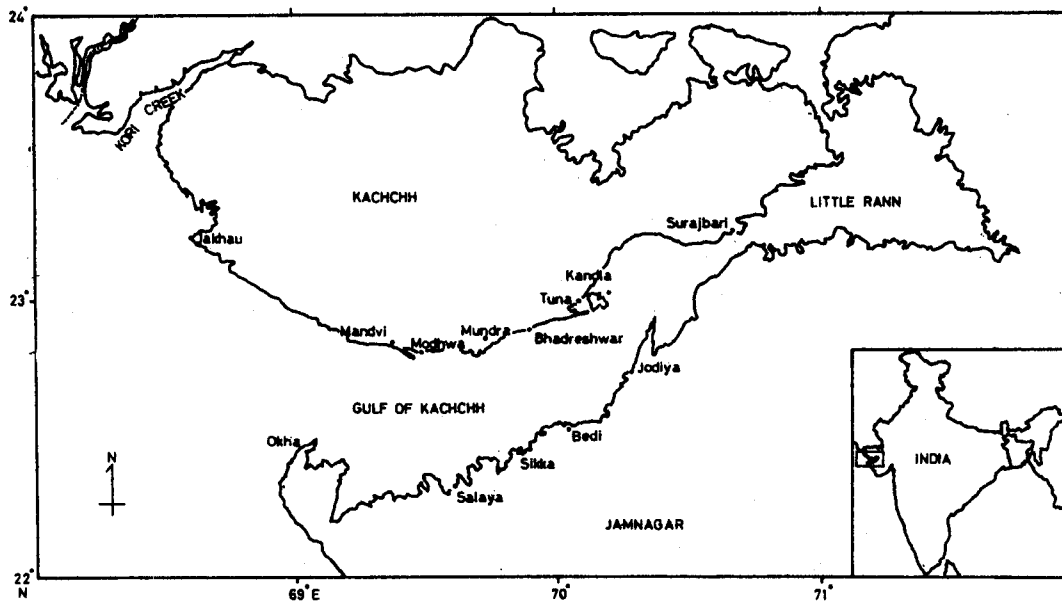 24°
KORI CREEK
KACHCHH
LITTLE RANN
Surajbari
Jakhau
Kandla
23°
Tuna
Mandvi
Modhwa
Mundra
Bhadreshwar
Jodiya
GULF OF KACHCHH
Okha
Bedi
Sikka
Salaya
N
INDIA
JAMNAGAR
22°
N
69°E
70°
71°